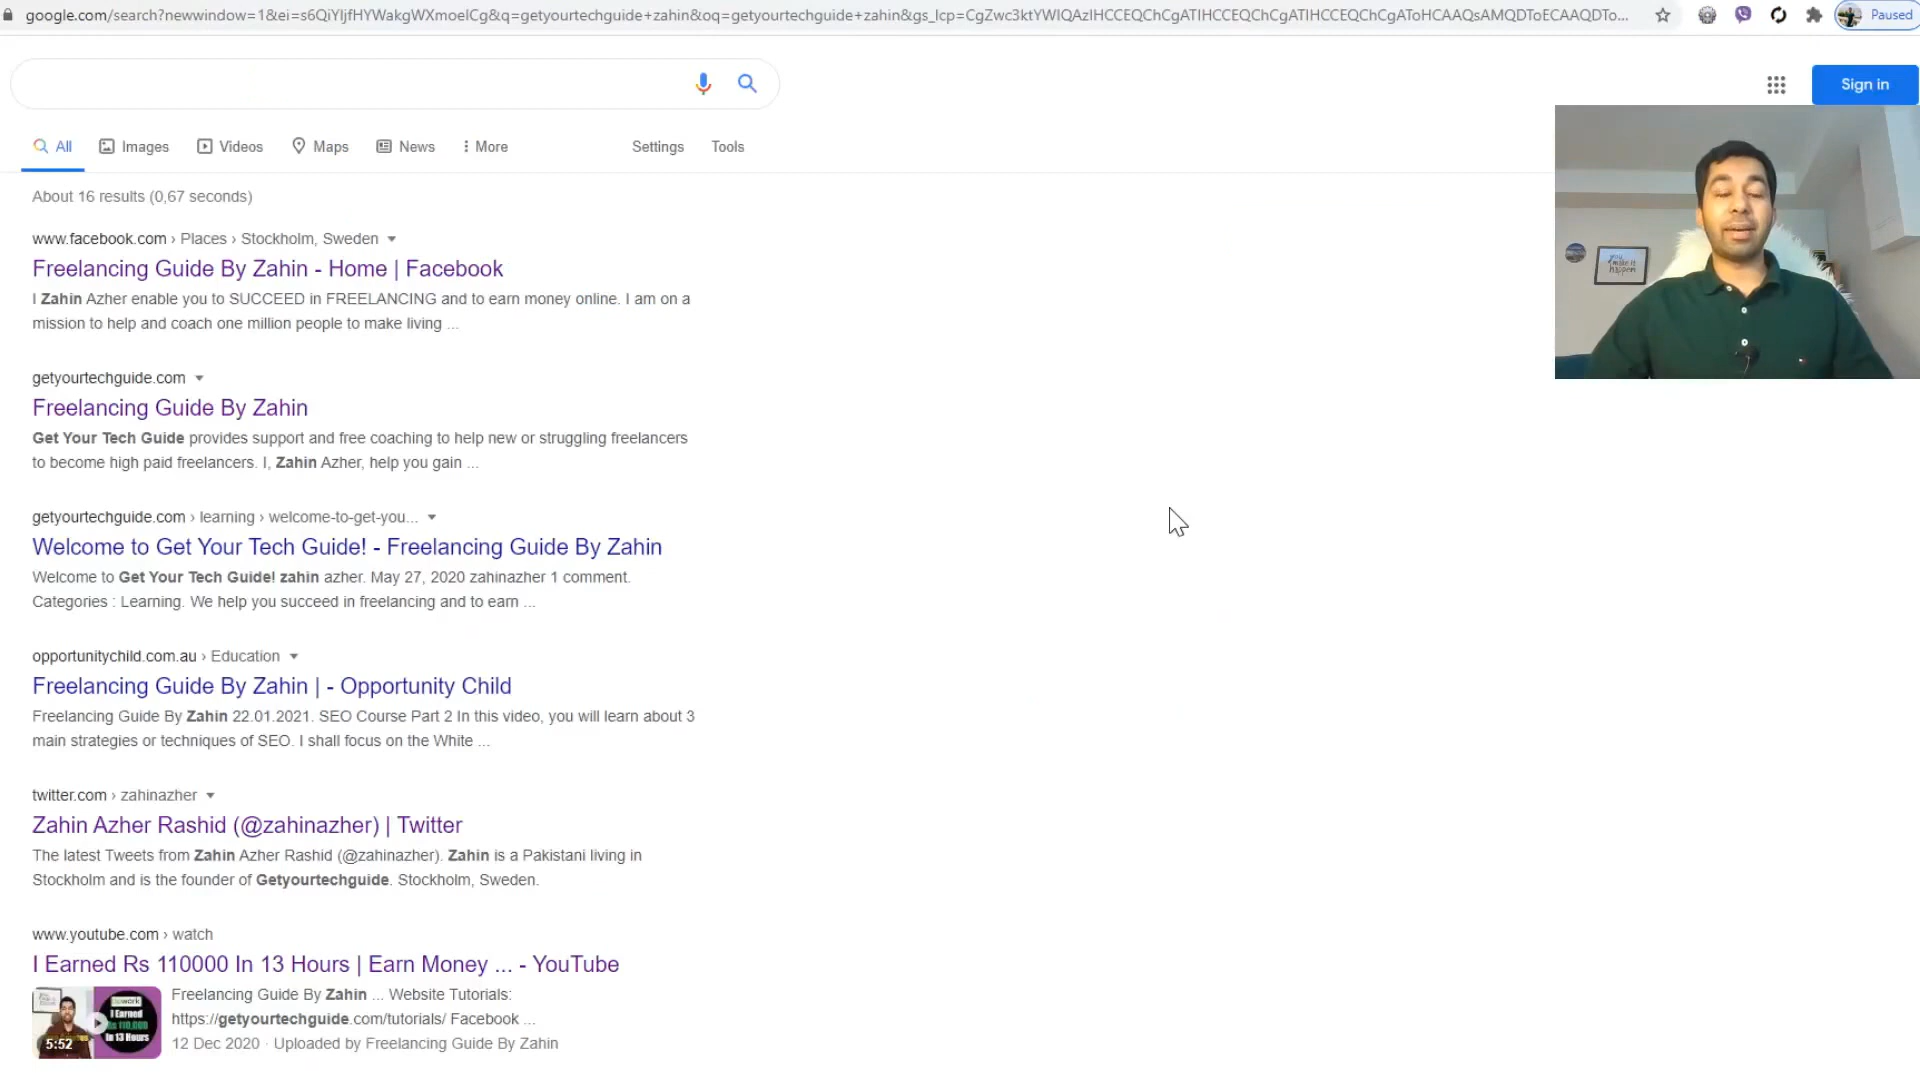 google.com/search?newwindow=1&ei=s6QiYIjfHYWakgWXmoelCg&q=getyourtechguide+zahin&oq=getyourtechguide+zahin&gs_lcp=CgZwc3ktYWIQAzIHCCEQChCgATIHCCEQChCgATIHCCEQChCgAToHCAAQsAMQDToECAAQDTo...
Paused
Sign in
All Images Videos Maps News More Settings Tools
About 16 results (0,67 seconds)
www.facebook.com › Places › Stockholm, Sweden
Freelancing Guide By Zahin - Home | Facebook
I Zahin Azher enable you to SUCCEED in FREELANCING and to earn money online. I am on a
mission to help and coach one million people to make living ...
getyourtechguide.com
Freelancing Guide By Zahin
Get Your Tech Guide provides support and free coaching to help new or struggling freelancers
to become high paid freelancers. I, Zahin Azher, help you gain ...
getyourtechguide.com › learning › welcome-to-get-you...
Welcome to Get Your Tech Guide! - Freelancing Guide By Zahin
Welcome to Get Your Tech Guide! zahin azher. May 27, 2020 zahinazher 1 comment.
Categories : Learning. We help you succeed in freelancing and to earn ...
opportunitychild.com.au › Education
Freelancing Guide By Zahin | - Opportunity Child
Freelancing Guide By Zahin 22.01.2021. SEO Course Part 2 In this video, you will learn about 3
main strategies or techniques of SEO. I shall focus on the White ...
twitter.com › zahinazher
Zahin Azher Rashid (@zahinazher) | Twitter
The latest Tweets from Zahin Azher Rashid (@zahinazher). Zahin is a Pakistani living in
Stockholm and is the founder of Getyourtechguide. Stockholm, Sweden.
www.youtube.com › watch
I Earned Rs 110000 In 13 Hours | Earn Money ... - YouTube
Freelancing Guide By Zahin ... Website Tutorials:
https://getyourtechguide.com/tutorials/ Facebook ...
12 Dec 2020 · Uploaded by Freelancing Guide By Zahin
I Earned
Rs 110,000
In 13 Hours
5:52
you
make it
happen